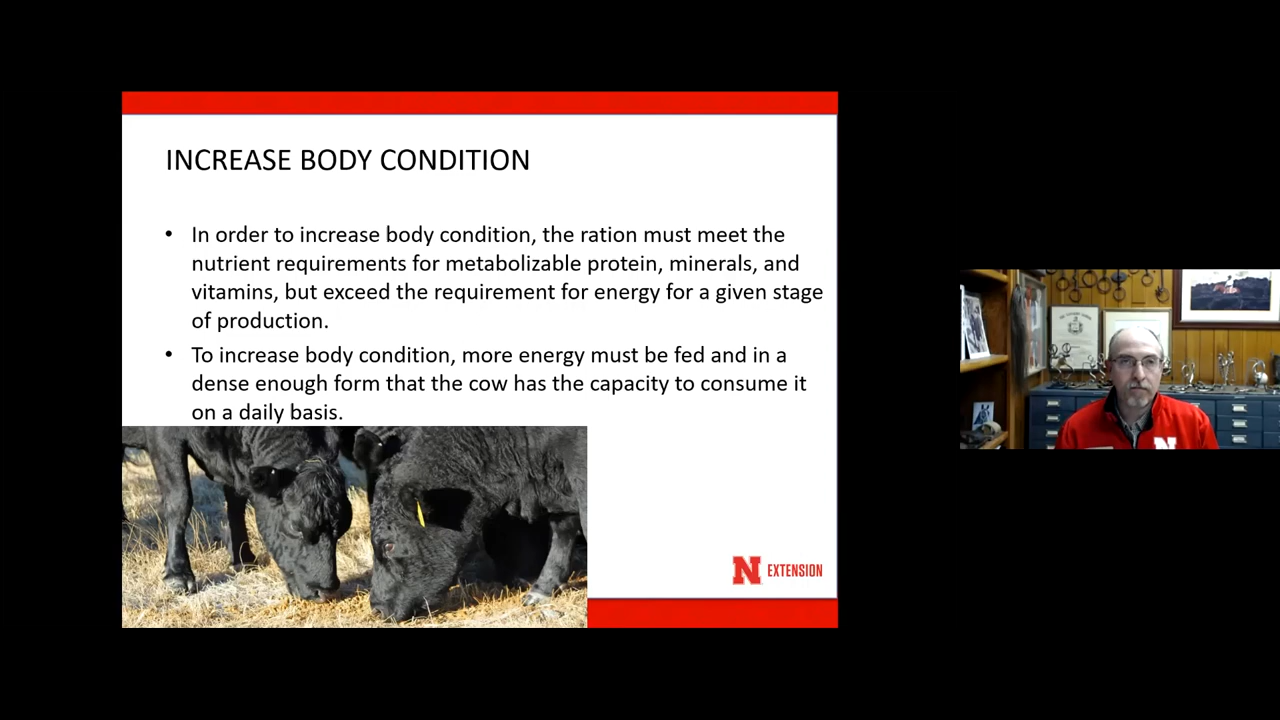 INCREASE BODY CONDITION
• In order to increase body condition, the ration must meet the
nutrient requirements for metabolizable protein, minerals, and
vitamins, but exceed the requirement for energy for a given stage
of production.
• To increase body condition, more energy must be fed and in a
dense enough form that the cow has the capacity to consume it
on a daily basis.
N EXTENSION
N